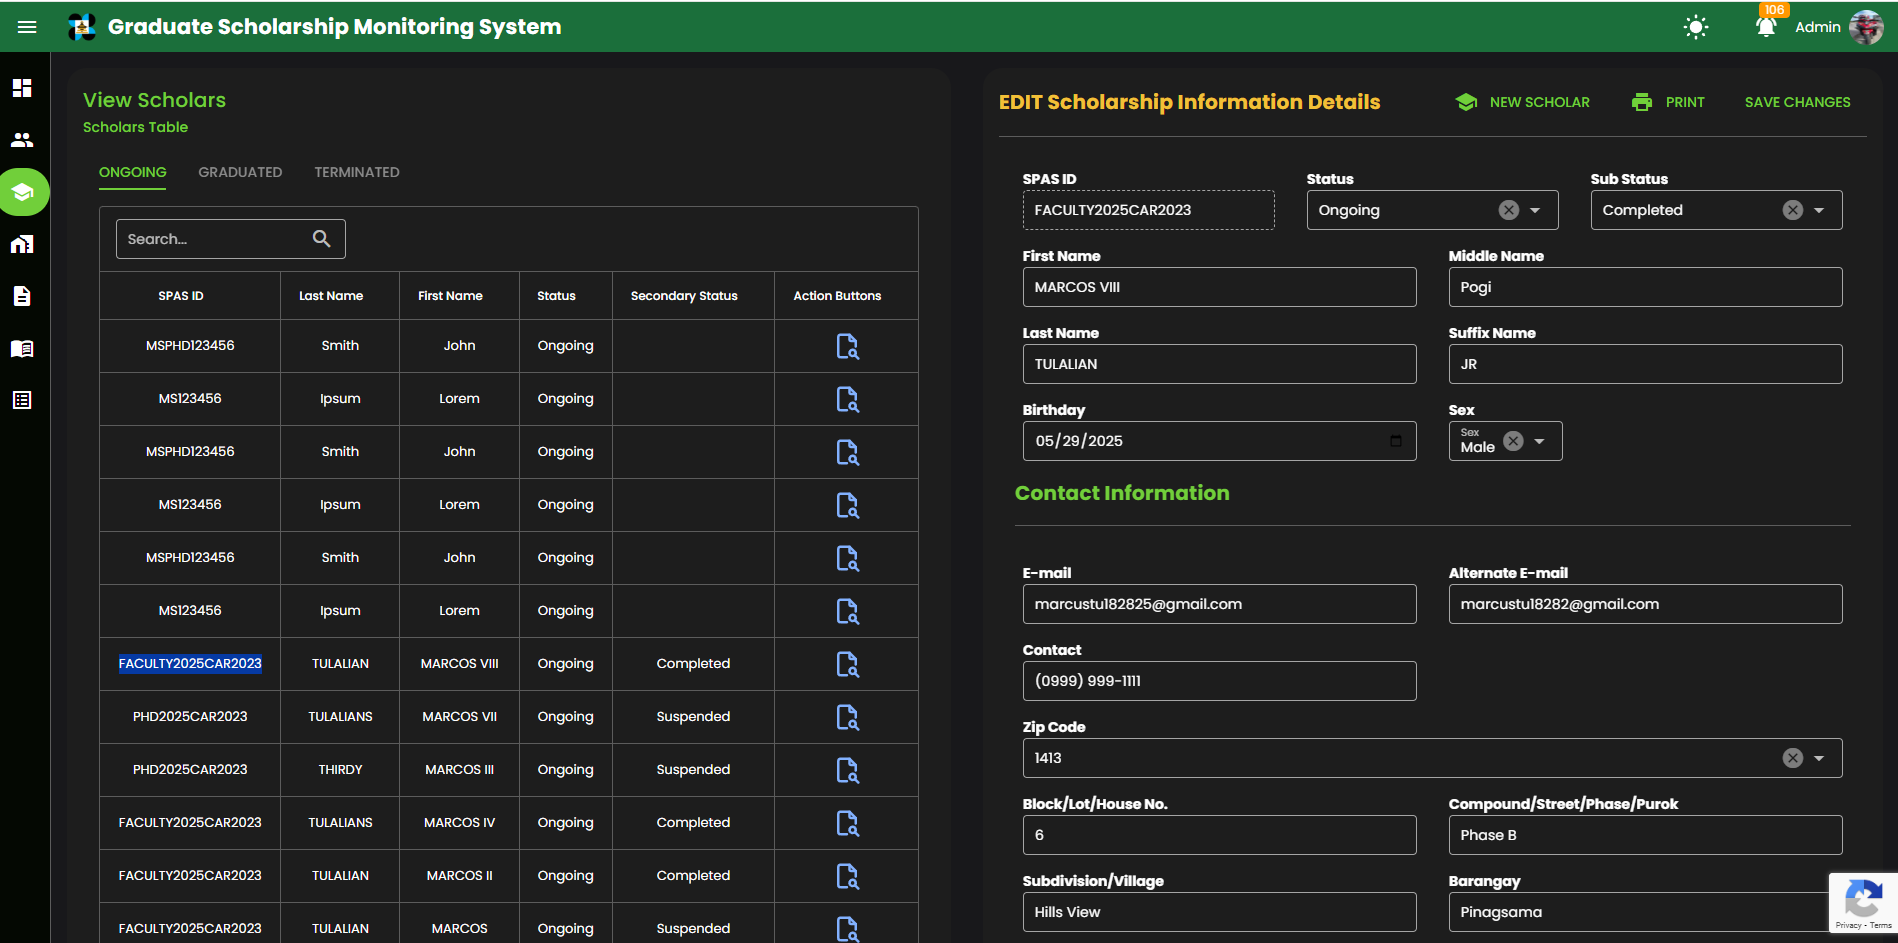 Graduate Scholarship Monitoring System
106
Admin
View Scholars
Scholars Table
ONGOING GRADUATED TERMINATED
Search...
SPAS ID Last Name First Name Status Secondary Status Action Buttons
MSPHD123456 Smith John Ongoing
MS123456 Ipsum Lorem Ongoing
MSPHD123456 Smith John Ongoing
MS123456 Ipsum Lorem Ongoing
MSPHD123456 Smith John Ongoing
MS123456 Ipsum Lorem Ongoing
FACULTY2025CAR2023 TULALIAN MARCOS VIII Ongoing Completed
PHD2025CAR2023 TULALIANS MARCOS VII Ongoing Suspended
PHD2025CAR2023 THIRDY MARCOS III Ongoing Suspended
FACULTY2025CAR2023 TULALIANS MARCOS IV Ongoing Completed
FACULTY2025CAR2023 TULALIAN MARCOS II Ongoing Completed
FACULTY2025CAR2023 TULALIAN MARCOS Ongoing Suspended
EDIT Scholarship Information Details NEW SCHOLAR PRINT SAVE CHANGES
SPAS ID Status Sub Status
FACULTY2025CAR2023 Ongoing Completed
First Name Middle Name
MARCOS VIII Pogi
Last Name Suffix Name
TULALIAN JR
Birthday Sex
05/29/2025 Sex
Male
Contact Information
E-mail Alternate E-mail
marcustu182825@gmail.com marcustu18282@gmail.com
Contact
(0999) 999-1111
Zip Code
1413
Block/Lot/House No. Compound/Street/Phase/Purok
6 Phase B
Subdivision/Village Barangay
Hills View Pinagsama
Privacy - Terms